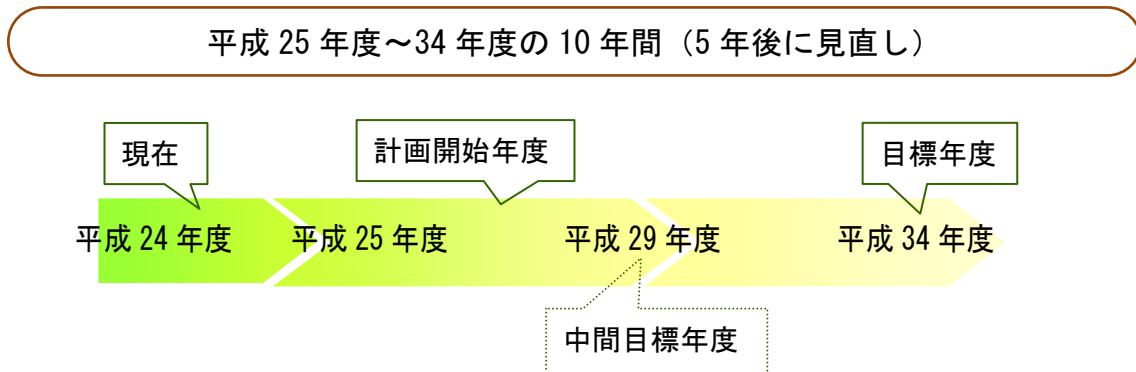 平成 25 年度～34 年度の 10 年間（5 年後に見直し）
現在
計画開始年度
目標年度
平成 24 年度
平成 25 年度
平成 29 年度
平成 34 年度
中間目標年度